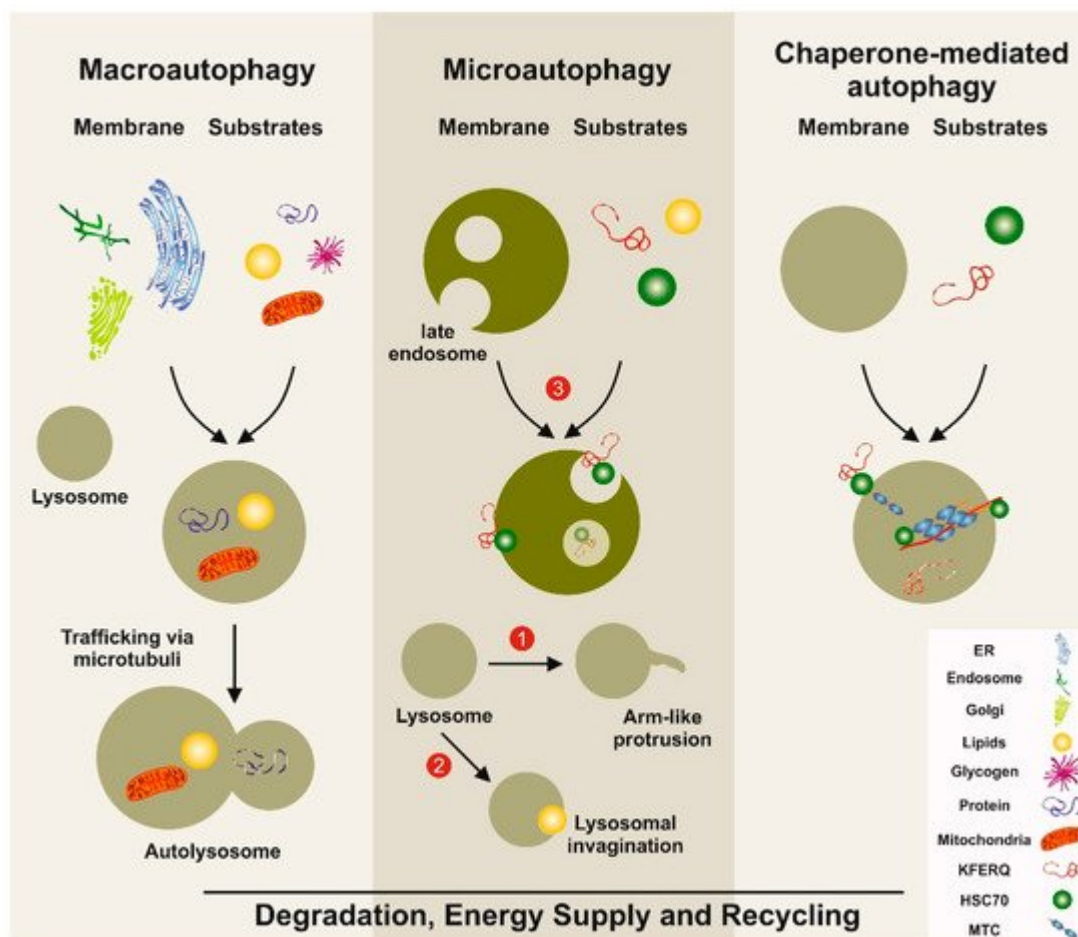 Macroautophagy
Membrane Substrates
Lysosome
Trafficking via
microtubuli
Autolysosome
Microautophagy
Membrane Substrates
late
endosome
3
1
Lysosome
Arm-like
protrusion
2
Lysosomal
invagination
Chaperone-mediated
autophagy
Membrane Substrates
ER
Endosome
Golgi
Lipids
Glycogen
Protein
Mitochondria
KFERQ
HSC70
MTC
Degradation, Energy Supply and Recycling